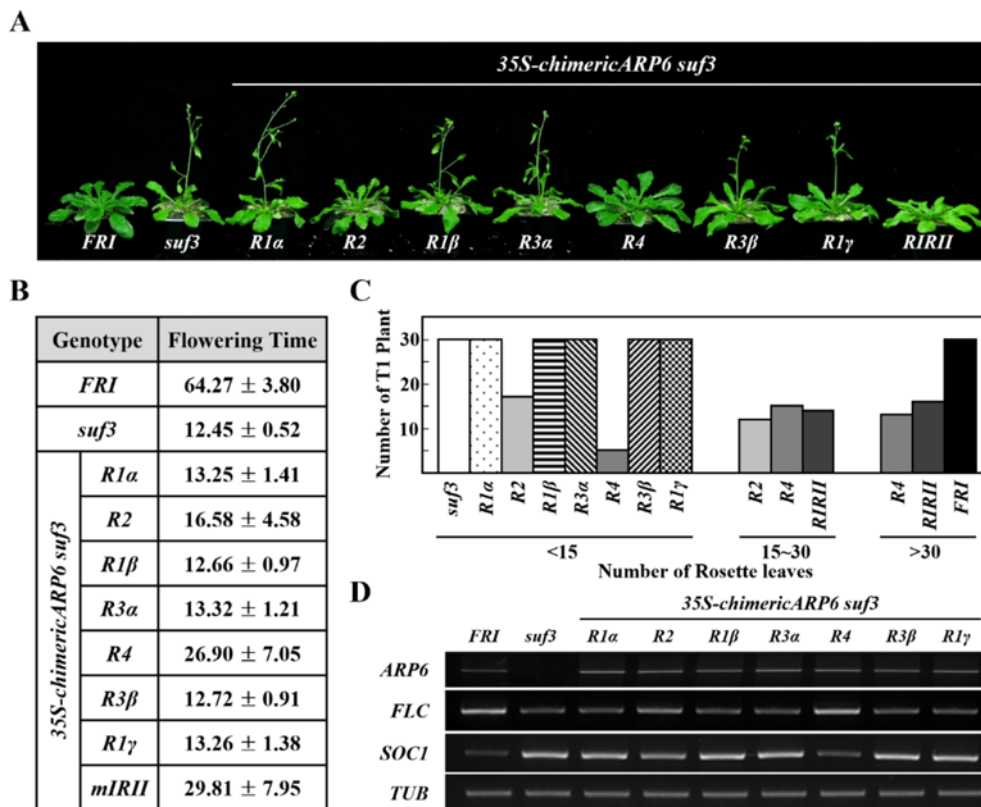 A
35S-chimericARP6 suf3
FRI suf3 R1α R2 R1β R3α R4 R3β R1γ RIRII
B
Genotype Flowering Time
FRI 64.27 ± 3.80
suf3 12.45 ± 0.52
35S-chimericARP6 suf3
R1α 13.25 ± 1.41
R2 16.58 ± 4.58
R1β 12.66 ± 0.97
R3α 13.32 ± 1.21
R4 26.90 ± 7.05
R3β 12.72 ± 0.91
R1γ 13.26 ± 1.38
mIRII 29.81 ± 7.95
C
Number of T1 Plant
30
20
10
suf3 R1α R2 R1β R3α R4 R3β R1γ R2 R4 RIRII R4 RIRII FRI
<15 15~30 >30
Number of Rosette leaves
D
35S-chimericARP6 suf3
FRI suf3 R1α R2 R1β R3α R4 R3β R1γ
ARP6
FLC
SOC1
TUB